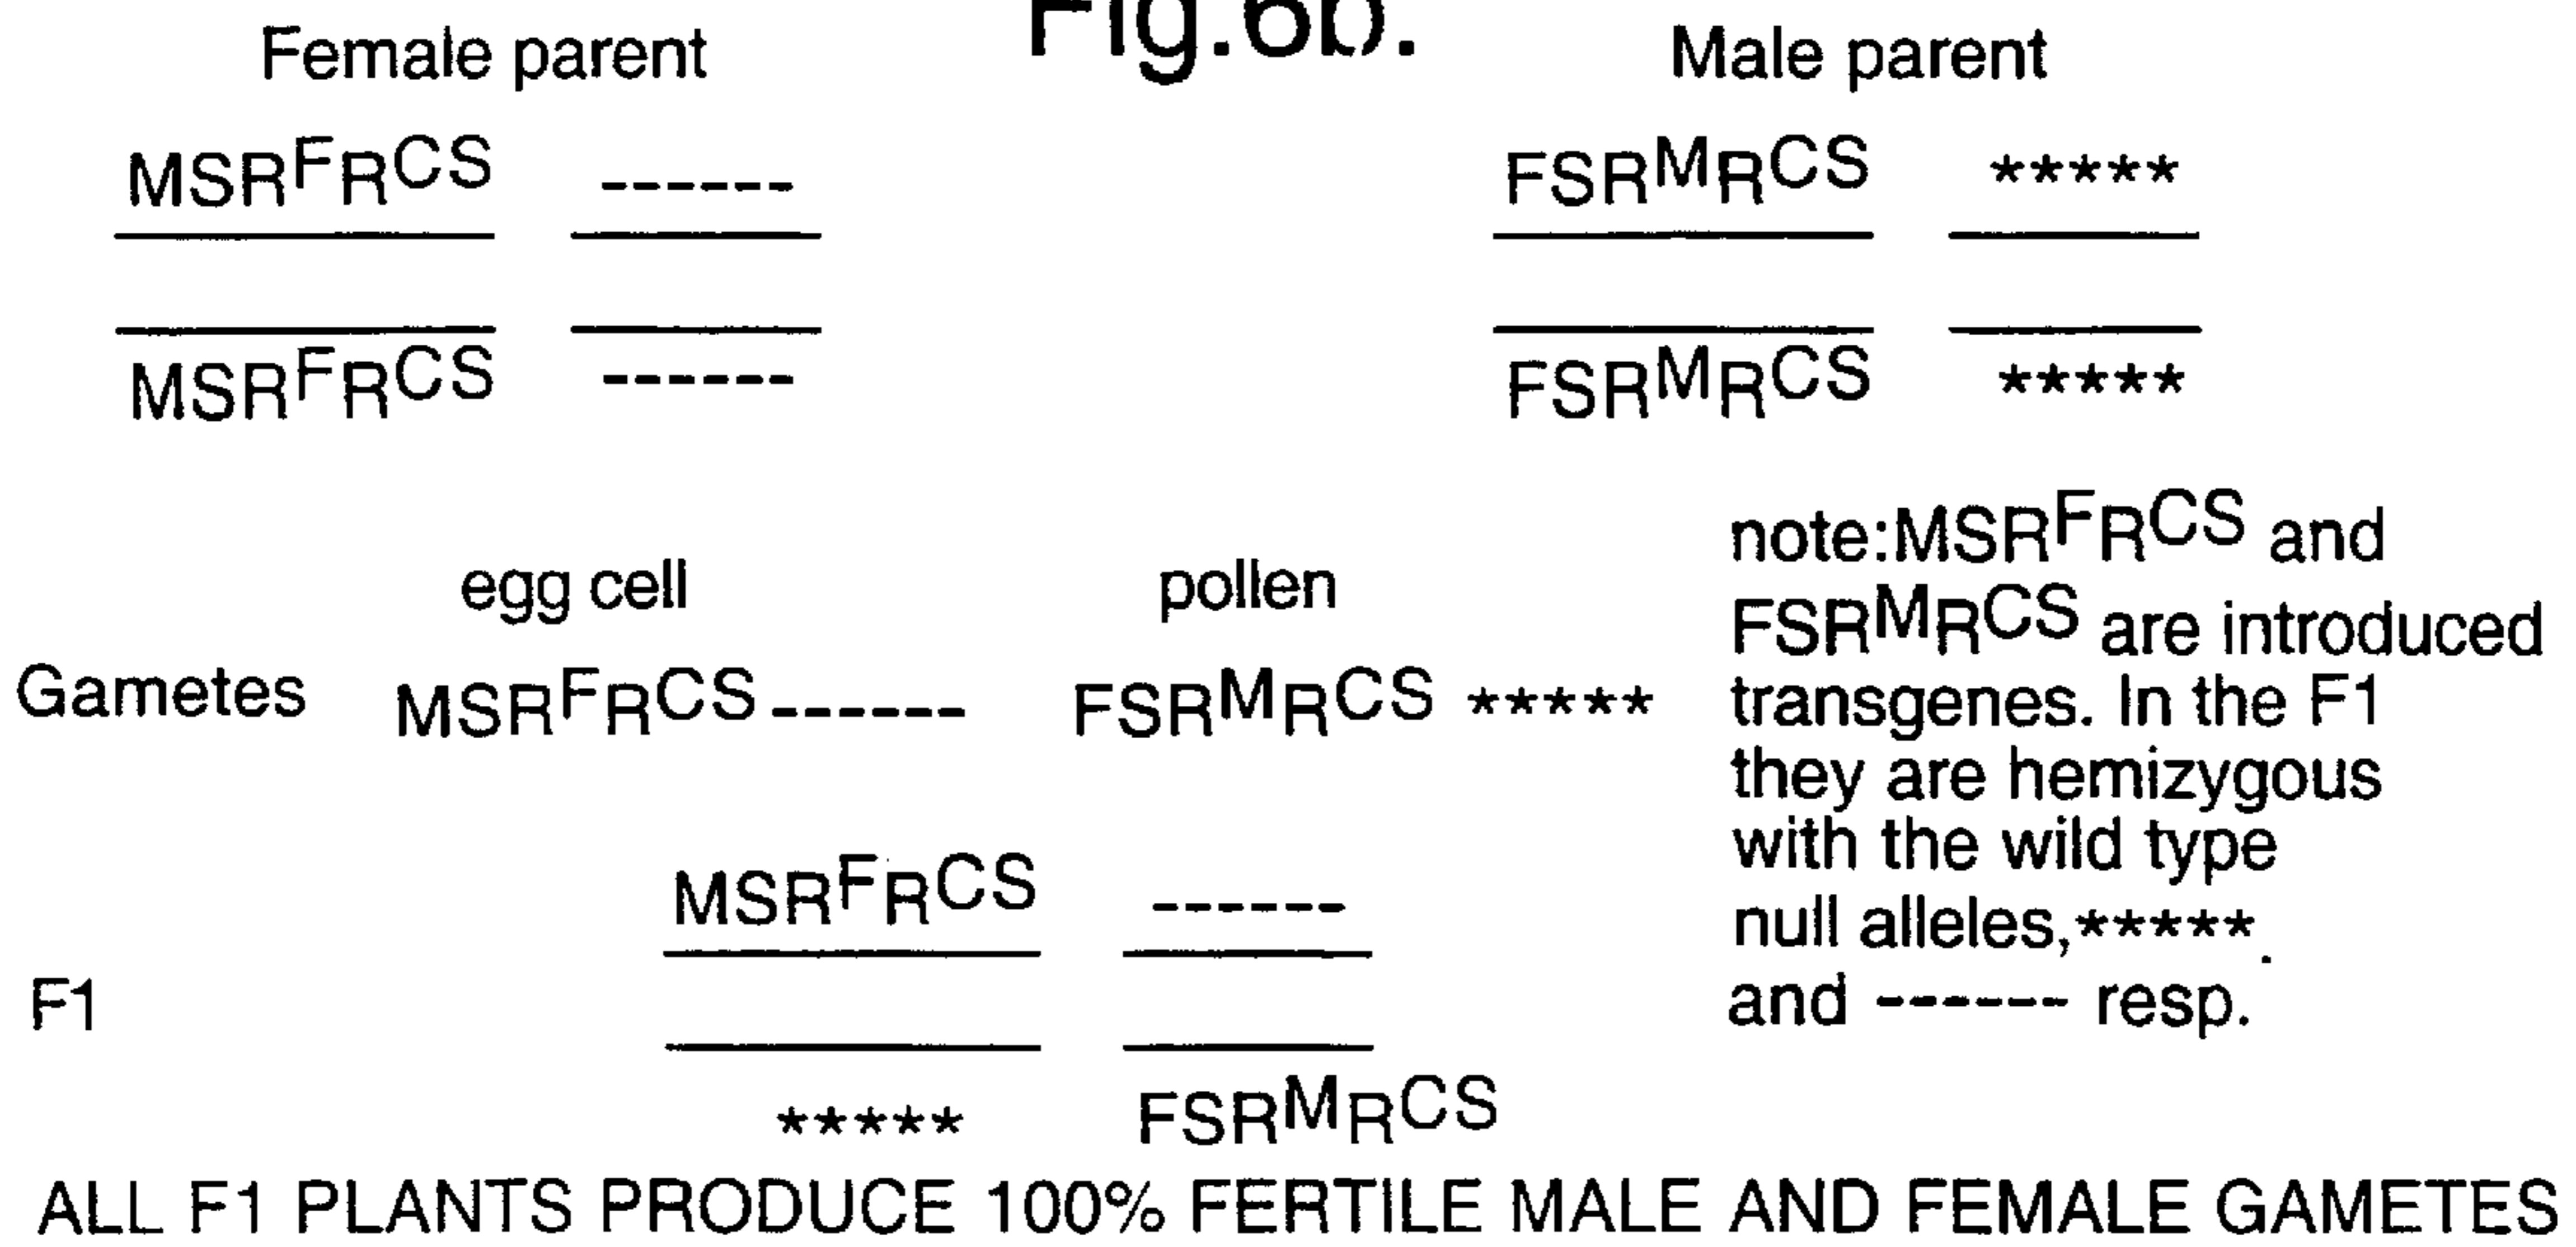 Fig.6b.
Female parent Male parent
MSRFRCS ------ FSRMRCS *****
MSRFRCS ------ FSRMRCS *****
note:MSRFRCS and
FSRMRCS are introduced
transgenes. In the F1
they are hemizygous
with the wild type
null alleles,*****.
and ------ resp.
egg cell pollen
Gametes MSRFRCS ------ FSRMRCS *****
MSRFRCS ------
F1
***** FSRMRCS
ALL F1 PLANTS PRODUCE 100% FERTILE MALE AND FEMALE GAMETES